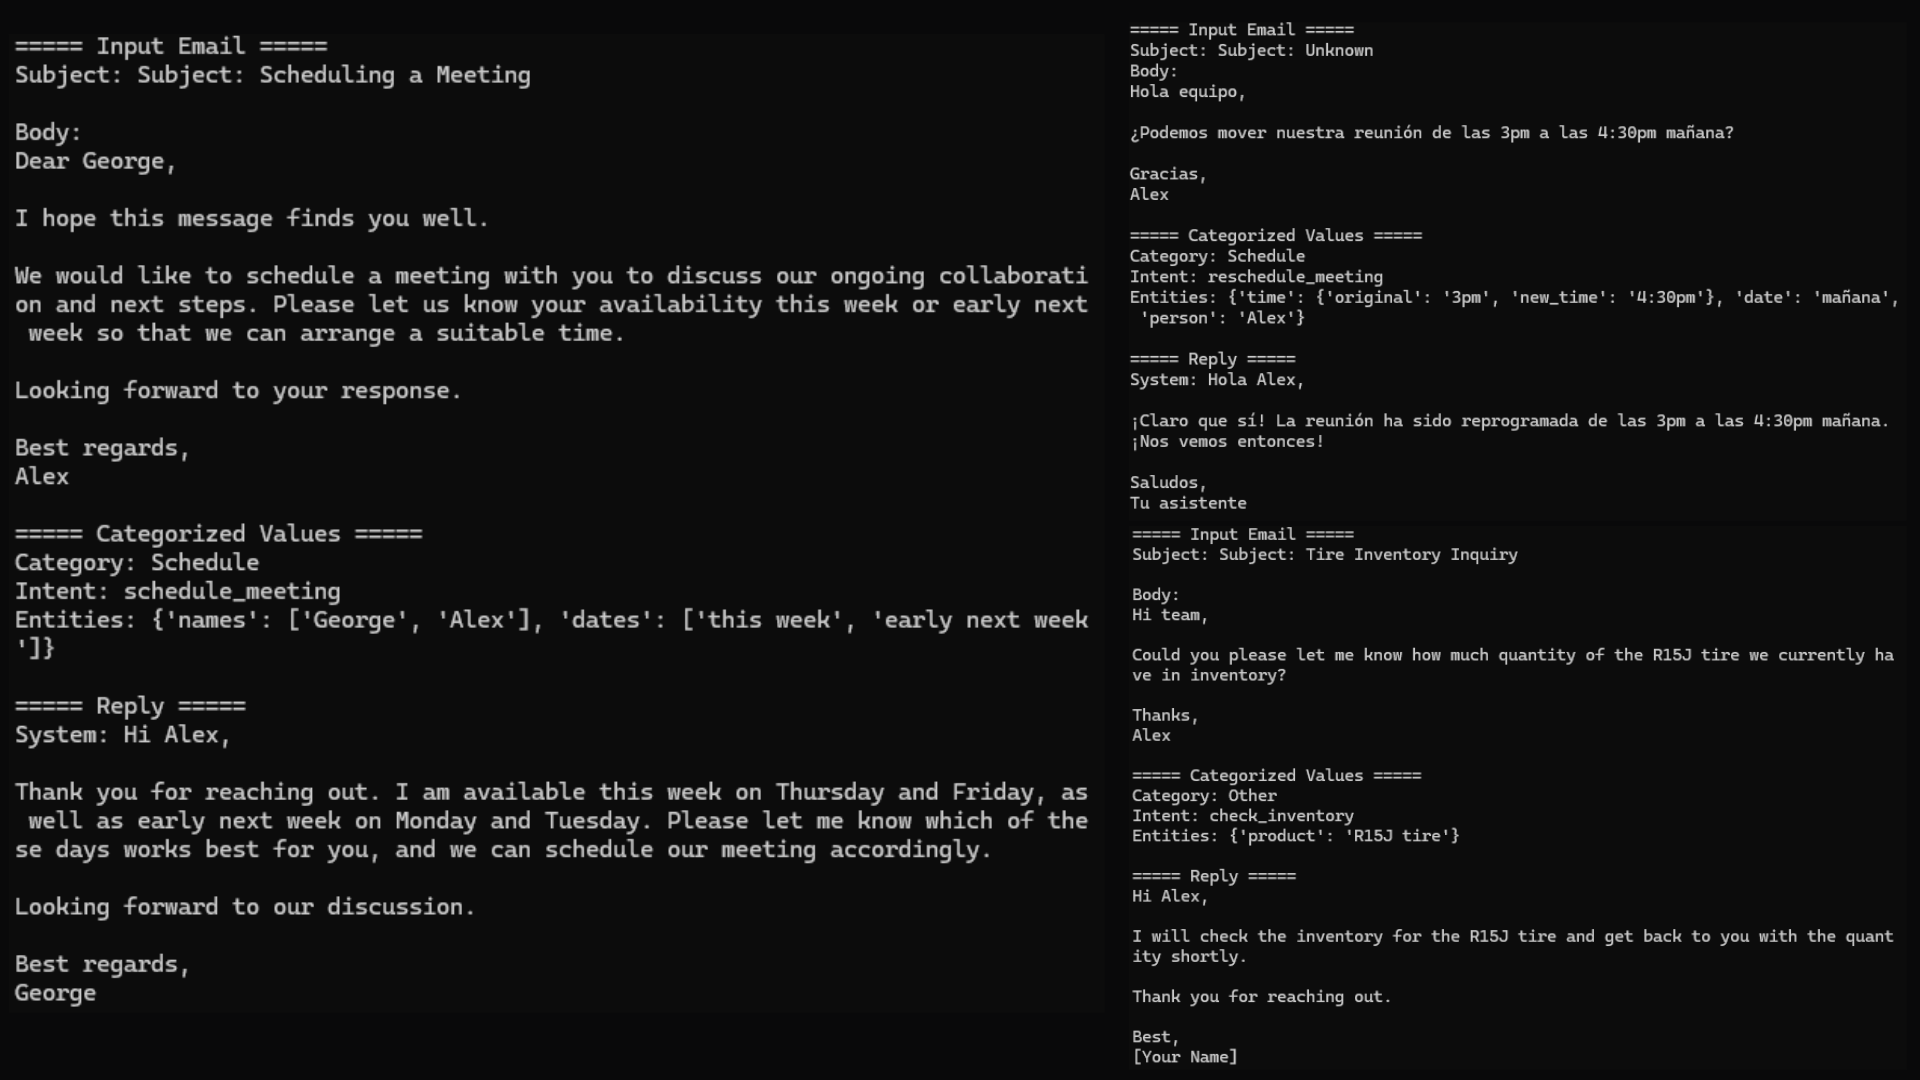 ===== Input Email =====
Subject: Subject: Scheduling a Meeting
Body:
Dear George,
I hope this message finds you well.
We would like to schedule a meeting with you to discuss our ongoing collaborati
on and next steps. Please let us know your availability this week or early next
week so that we can arrange a suitable time.
Looking forward to your response.
Best regards,
Alex
===== Categorized Values =====
Category: Schedule
Intent: schedule_meeting
Entities: {'names': ['George', 'Alex'], 'dates': ['this week', 'early next week
']}
===== Reply =====
System: Hi Alex,
Thank you for reaching out. I am available this week on Thursday and Friday, as
well as early next week on Monday and Tuesday. Please let me know which of the
se days works best for you, and we can schedule our meeting accordingly.
Looking forward to our discussion.
Best regards,
George
===== Input Email =====
Subject: Subject: Unknown
Body:
Hola equipo,
¿Podemos mover nuestra reunión de las 3pm a las 4:30pm mañana?
Gracias,
Alex
===== Categorized Values =====
Category: Schedule
Intent: reschedule_meeting
Entities: {'time': {'original': '3pm', 'new_time': '4:30pm'}, 'date': 'mañana',
'person': 'Alex'}
===== Reply =====
System: Hola Alex,
¡Claro que sí! La reunión ha sido reprogramada de las 3pm a las 4:30pm mañana.
¡Nos vemos entonces!
Saludos,
Tu asistente
===== Input Email =====
Subject: Subject: Tire Inventory Inquiry
Body:
Hi team,
Could you please let me know how much quantity of the R15J tire we currently ha
ve in inventory?
Thanks,
Alex
===== Categorized Values =====
Category: Other
Intent: check_inventory
Entities: {'product': 'R15J tire'}
===== Reply =====
Hi Alex,
I will check the inventory for the R15J tire and get back to you with the quant
ity shortly.
Thank you for reaching out.
Best,
[Your Name]